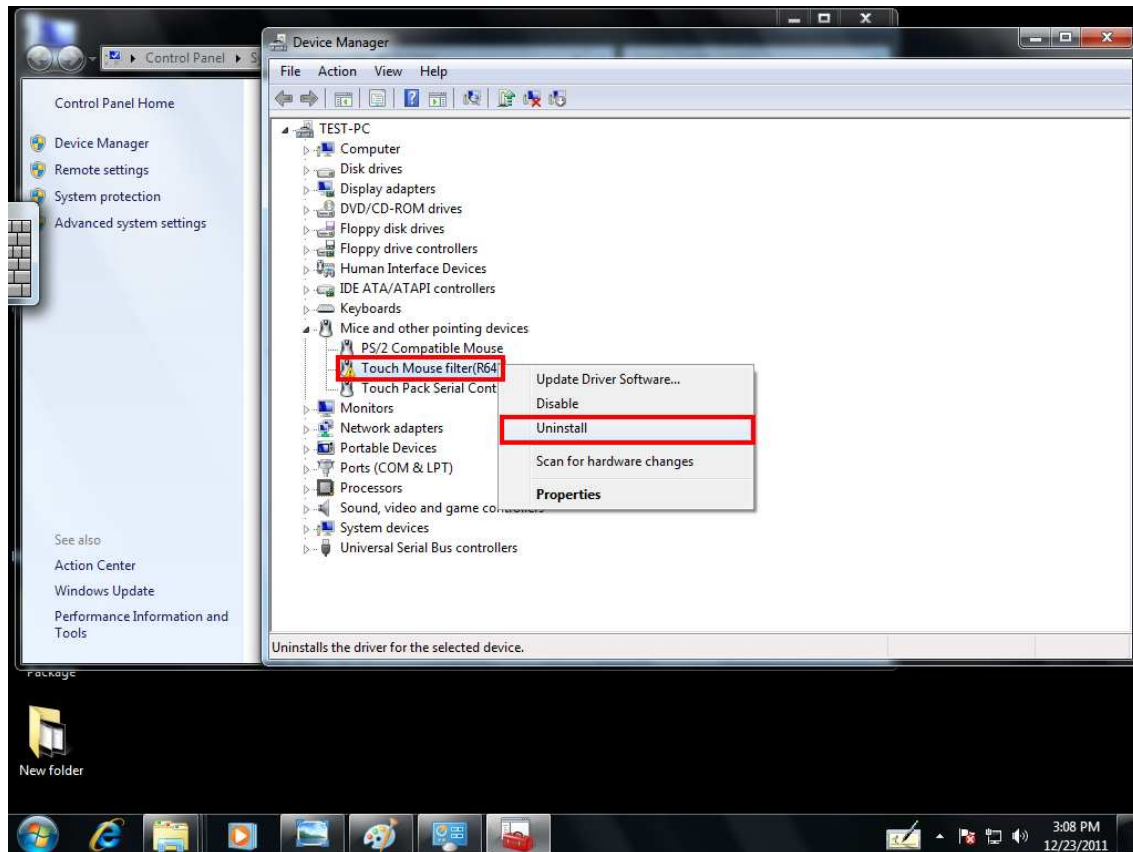 Device Manager
Control Panel
File Action View Help
Control Panel Home
Device Manager
Remote settings
System protection
Advanced system settings
See also
Action Center
Windows Update
Performance Information and
Tools
TEST-PC
Computer
Disk drives
Display adapters
DVD/CD-ROM drives
Floppy disk drives
Floppy drive controllers
Human Interface Devices
IDE ATA/ATAPI controllers
Keyboards
Mice and other pointing devices
PS/2 Compatible Mouse
Touch Mouse filter(R64
Touch Pack Serial Cont
Monitors
Network adapters
Portable Devices
Ports (COM & LPT)
Processors
Sound, video and game controllers
System devices
Universal Serial Bus controllers
Update Driver Software...
Disable
Uninstall
Scan for hardware changes
Properties
Uninstalls the driver for the selected device.
Package
New folder
3:08 PM
12/23/2011